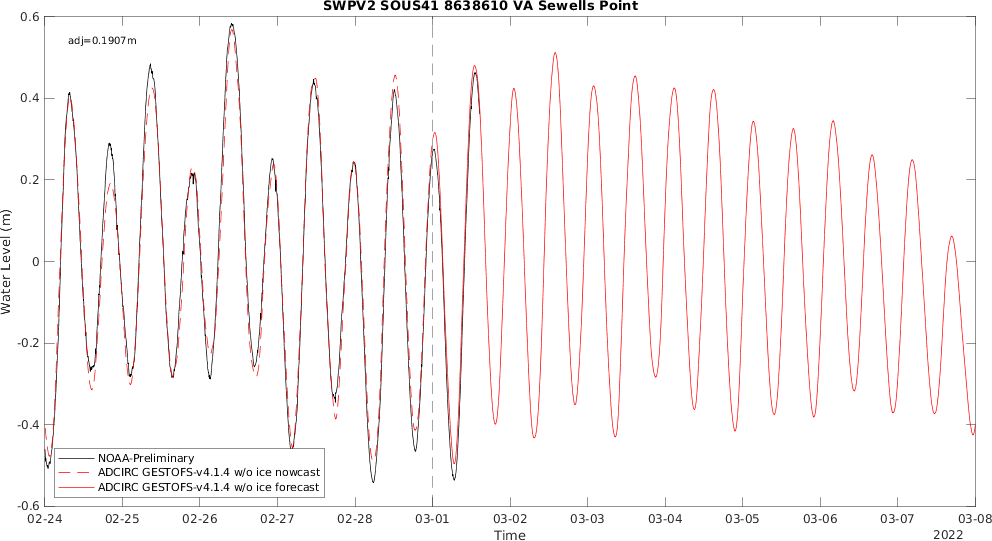 SWPV2 SOUS41 8638610 VA Sewells Point
adj=0.1907m
0.6
0.4
0.2
0
-0.2
-0.4
-0.6
Water Level (m)
NOAA-Preliminary
ADCIRC GESTOFS-v4.1.4 w/o ice nowcast
ADCIRC GESTOFS-v4.1.4 w/o ice forecast
02-24 02-25 02-26 02-27 02-28 03-01 03-02 03-03 03-04 03-05 03-06 03-07 03-08
Time
2022